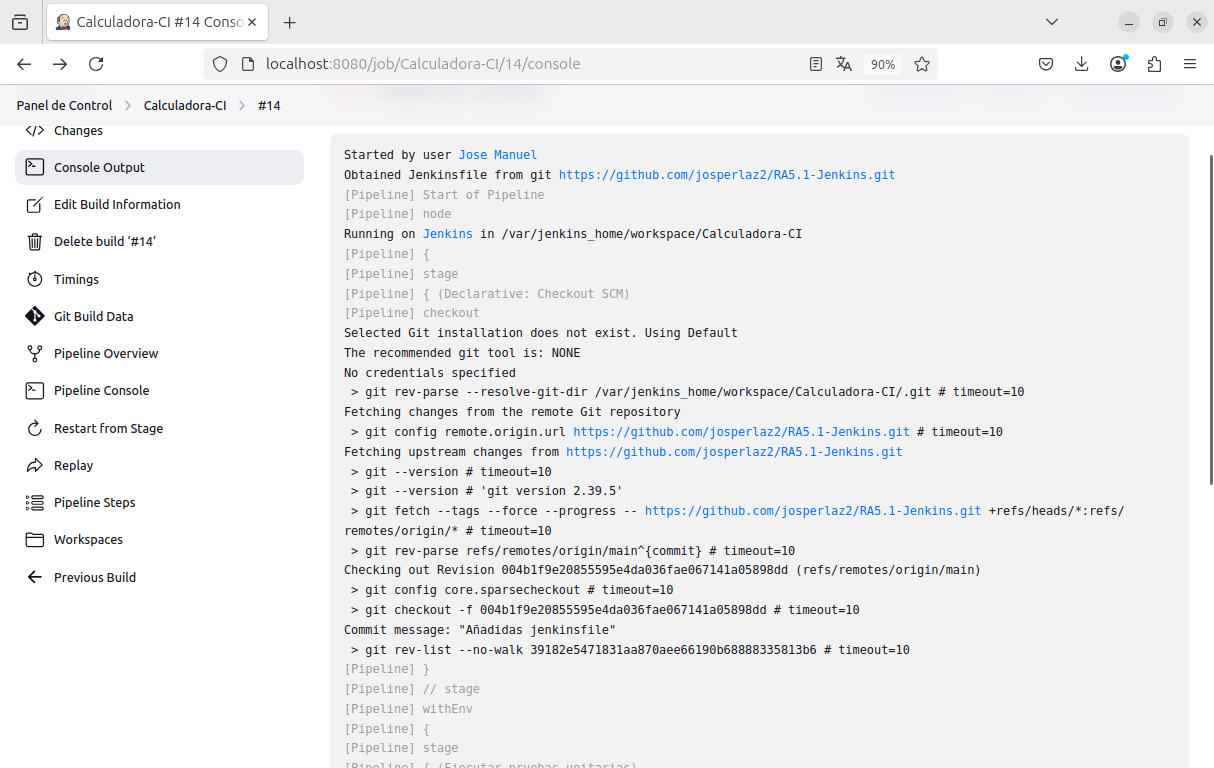 Calculadora-CI #14 Conso
localhost:8080/job/Calculadora-CI/14/console
90%
Panel de Control
Calculadora-CI
#14
Changes
Console Output
Edit Build Information
Delete build ‘#14’
Timings
Git Build Data
Pipeline Overview
Pipeline Console
Restart from Stage
Replay
Pipeline Steps
Workspaces
Previous Build
Started by user Jose Manuel
Obtained Jenkinsfile from git https://github.com/josperlaz2/RA5.1-Jenkins.git
[Pipeline] Start of Pipeline
[Pipeline] node
Running on Jenkins in /var/jenkins_home/workspace/Calculadora-CI
[Pipeline] {
[Pipeline] stage
[Pipeline] { (Declarative: Checkout SCM)
[Pipeline] checkout
Selected Git installation does not exist. Using Default
The recommended git tool is: NONE
No credentials specified
> git rev-parse --resolve-git-dir /var/jenkins_home/workspace/Calculadora-CI/.git # timeout=10
Fetching changes from the remote Git repository
> git config remote.origin.url https://github.com/josperlaz2/RA5.1-Jenkins.git # timeout=10
Fetching upstream changes from https://github.com/josperlaz2/RA5.1-Jenkins.git
> git --version # timeout=10
> git --version # 'git version 2.39.5'
> git fetch --tags --force --progress -- https://github.com/josperlaz2/RA5.1-Jenkins.git +refs/heads/*:refs/
remotes/origin/* # timeout=10
> git rev-parse refs/remotes/origin/main^{commit} # timeout=10
Checking out Revision 004b1f9e20855595e4da036fae067141a05898dd (refs/remotes/origin/main)
> git config core.sparsecheckout # timeout=10
> git checkout -f 004b1f9e20855595e4da036fae067141a05898dd # timeout=10
Commit message: "Añadidas jenkinsfile"
> git rev-list --no-walk 39182e5471831aa870aee66190b68888335813b6 # timeout=10
[Pipeline] }
[Pipeline] // stage
[Pipeline] withEnv
[Pipeline] {
[Pipeline] stage
[Pipeline] { (Ejecutar pruebas unitarias)